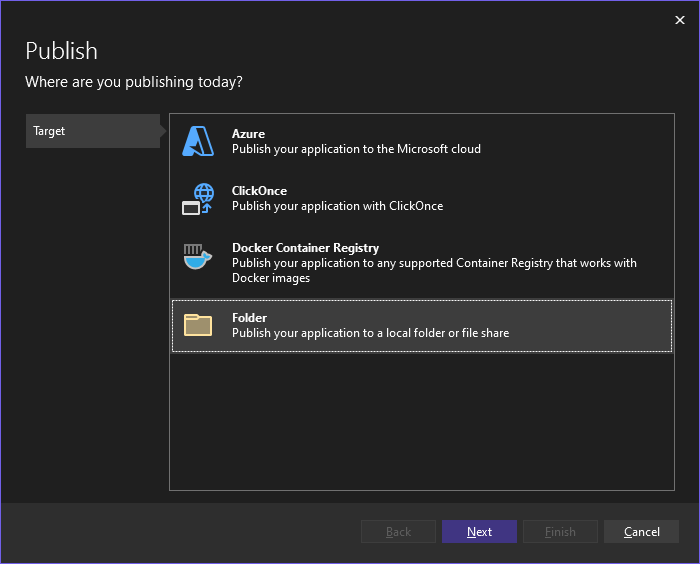 Publish
Where are you publishing today?
Target
Azure
Publish your application to the Microsoft cloud
ClickOnce
Publish your application with ClickOnce
Docker Container Registry
Publish your application to any supported Container Registry that works with
Docker images
Folder
Publish your application to a local folder or file share
Back
Next
Finish
Cancel